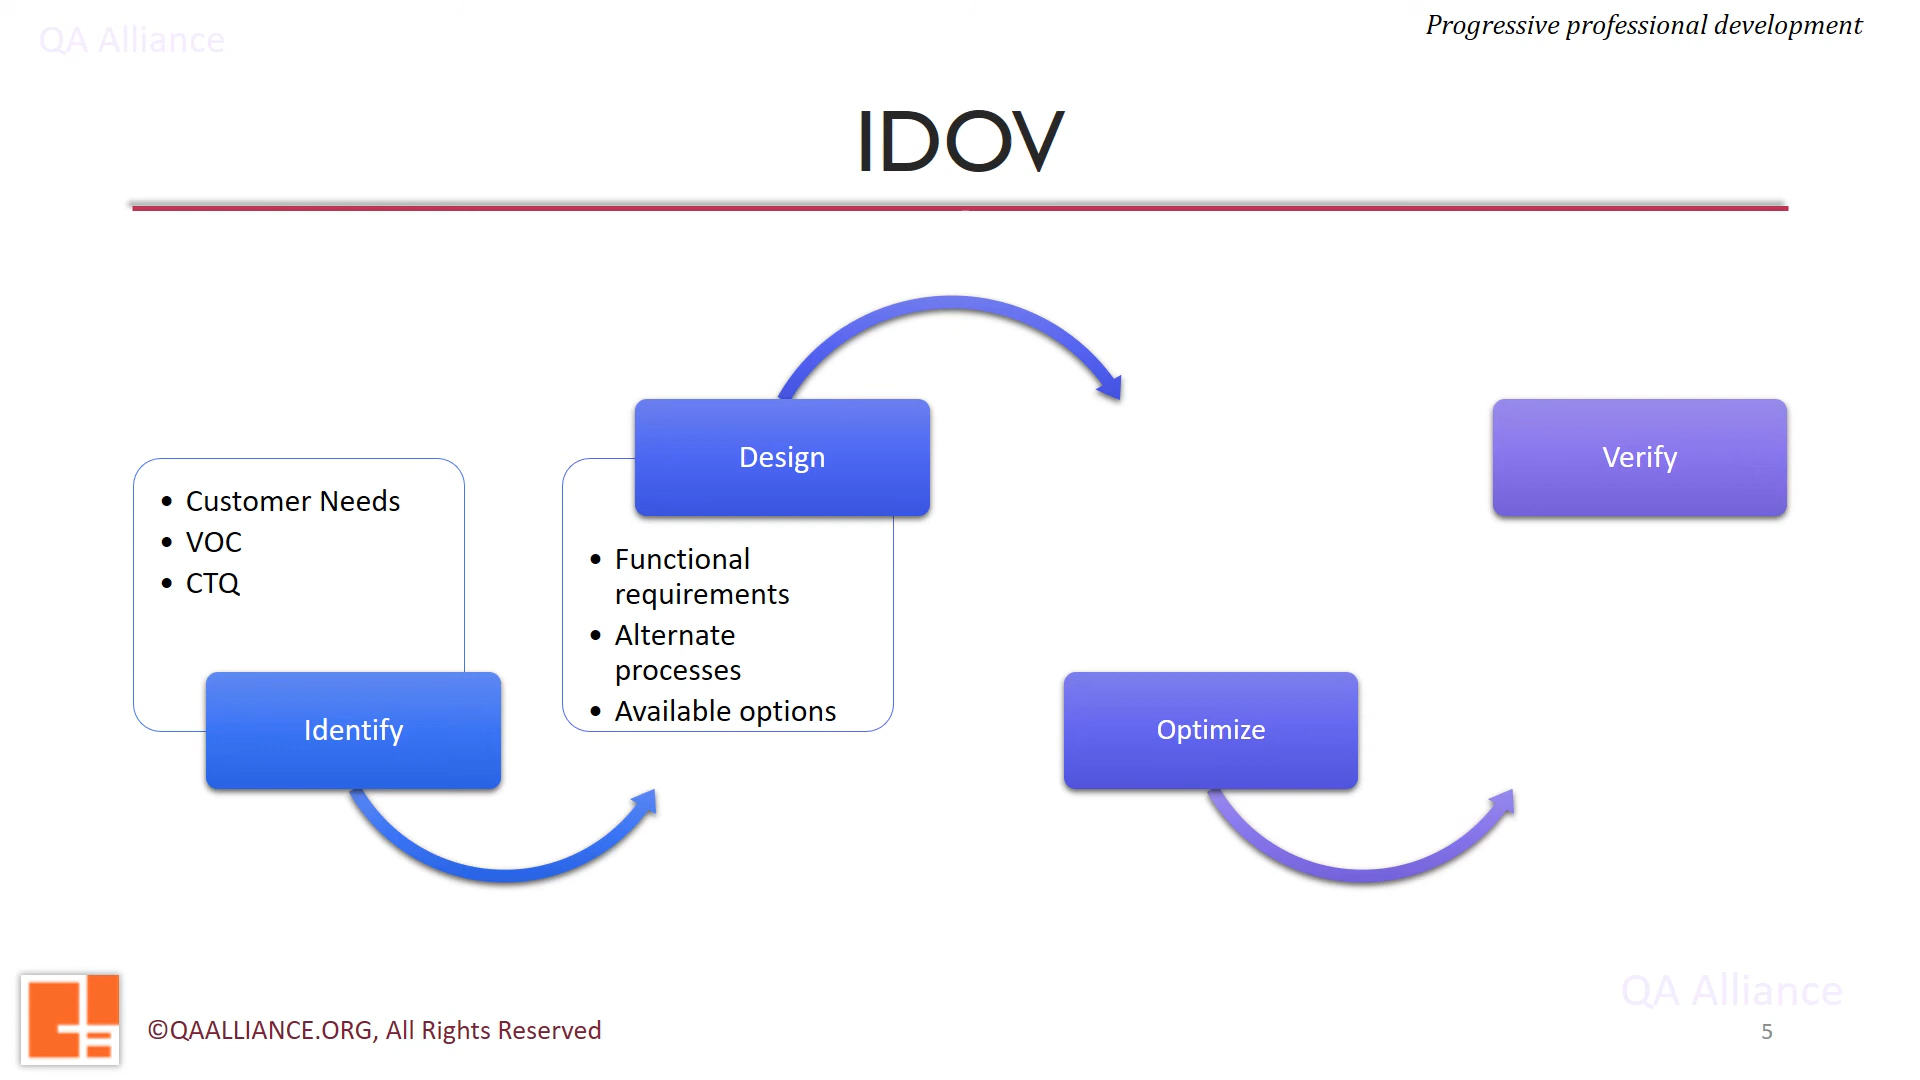 QA Alliance
Progressive professional development
IDOV
• Customer Needs
• VOC
• CTQ
Identify
Design
• Functional
requirements
• Alternate
processes
• Available options
Optimize
Verify
QA Alliance
©QAALLIANCE.ORG, All Rights Reserved
5